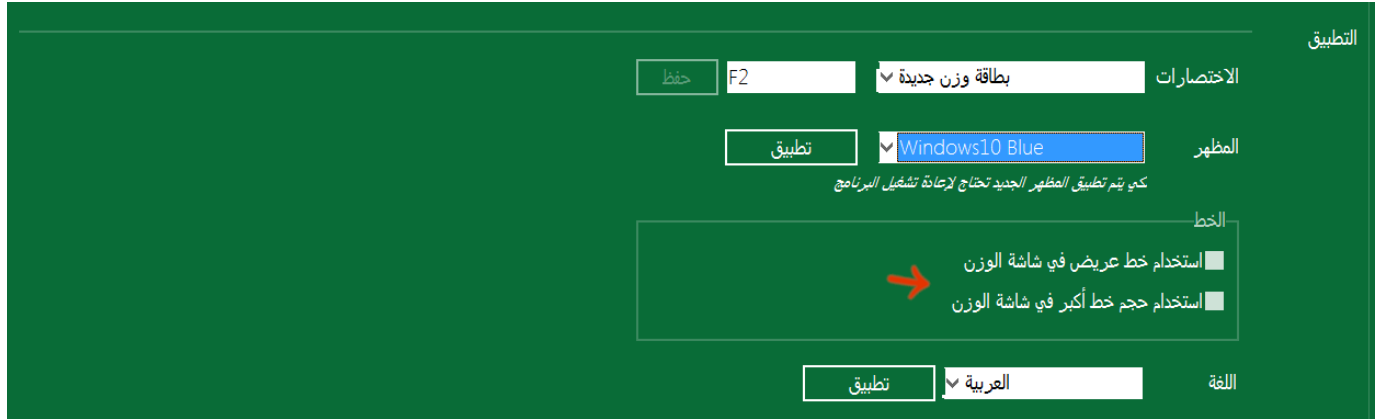 التطبيق
الاختصارات بطاقة وزن جديدة F2 حفظ
المظهر Windows10 Blue تطبيق
كي يتم تطبيق المظهر الجديد تحتاج لإعادة تشغيل البرنامج
الخط
استخدام خط عريض في شاشة الوزن
استخدام حجم خط أكبر في شاشة الوزن
اللغة العربية تطبيق